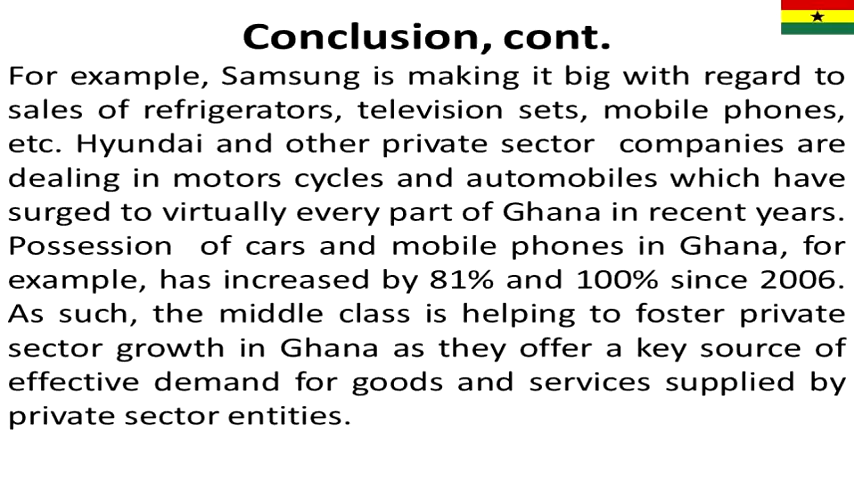 Conclusion, cont.
For example, Samsung is making it big with regard to
sales of refrigerators, television sets, mobile phones,
etc. Hyundai and other private sector companies are
dealing in motors cycles and automobiles which have
surged to virtually every part of Ghana in recent years.
Possession of cars and mobile phones in Ghana, for
example, has increased by 81% and 100% since 2006.
As such, the middle class is helping to foster private
sector growth in Ghana as they offer a key source of
effective demand for goods and services supplied by
private sector entities.